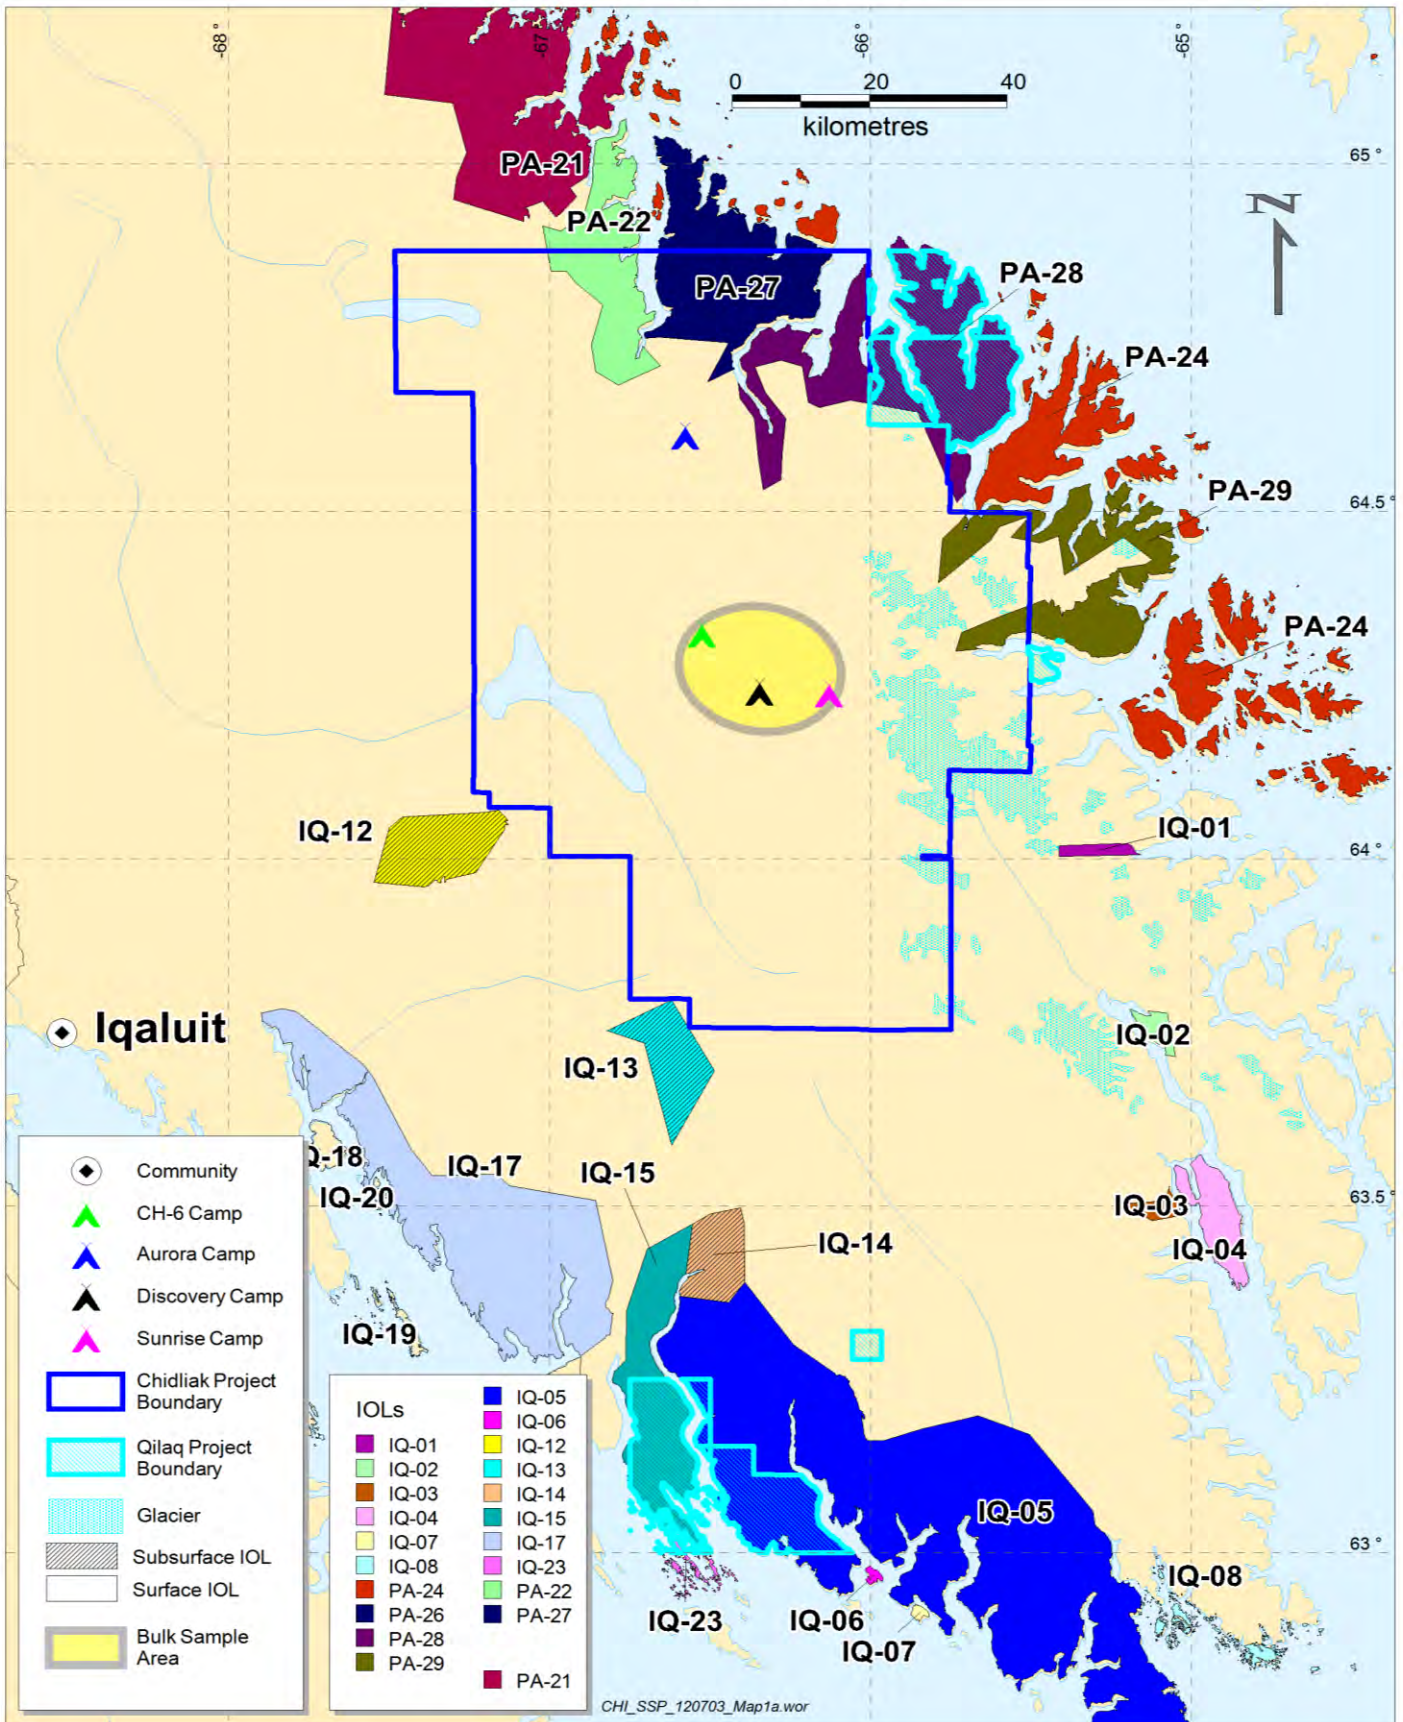 -68°
-67°
-66°
-65°
0 20 40
kilometres
65°
PA-21
PA-22
N
PA-27
PA-28
PA-24
64.5°
PA-29
PA-24
IQ-12
IQ-01
64°
Iqaluit
IQ-02
IQ-13
Q-18
IQ-17
IQ-15
IQ-20
63.5°
IQ-03
IQ-14
IQ-04
IQ-19
IQ-05
63°
IQ-08
IQ-23
IQ-06
IQ-07
Community
CH-6 Camp
Aurora Camp
Discovery Camp
Sunrise Camp
Chidliak Project
Boundary
Qilaq Project
Boundary
Glacier
Subsurface IOL
Surface IOL
Bulk Sample
Area
IOLs
IQ-01
IQ-02
IQ-03
IQ-04
IQ-07
IQ-08
PA-24
PA-26
PA-28
PA-29
IQ-05
IQ-06
IQ-12
IQ-13
IQ-14
IQ-15
IQ-17
IQ-23
PA-22
PA-27
PA-21
CHI_SSP_120703_Map1a.wor